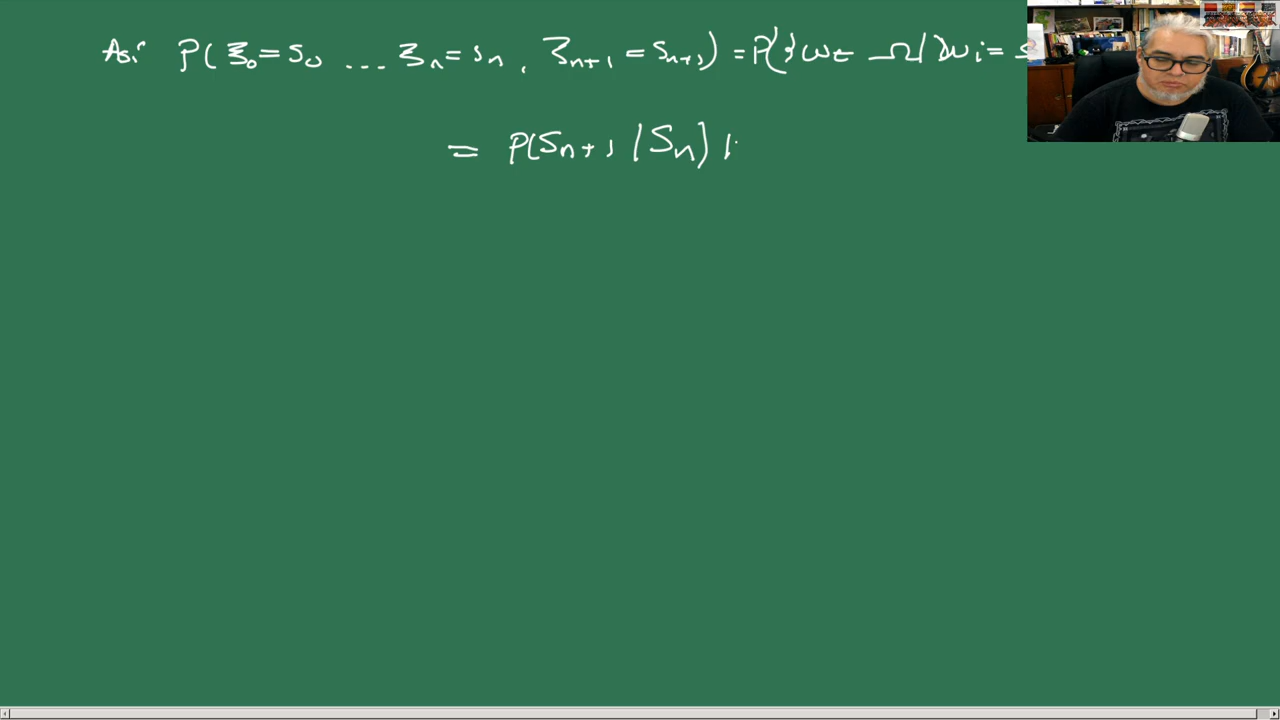 Así P( ξ₀ = S₀ ... ξₙ = Sₙ , ξₙ₊₁ = Sₙ₊₁ ) = P({ω ∈ Ω | ωᵢ = S
= P(Sₙ₊₁ | Sₙ)